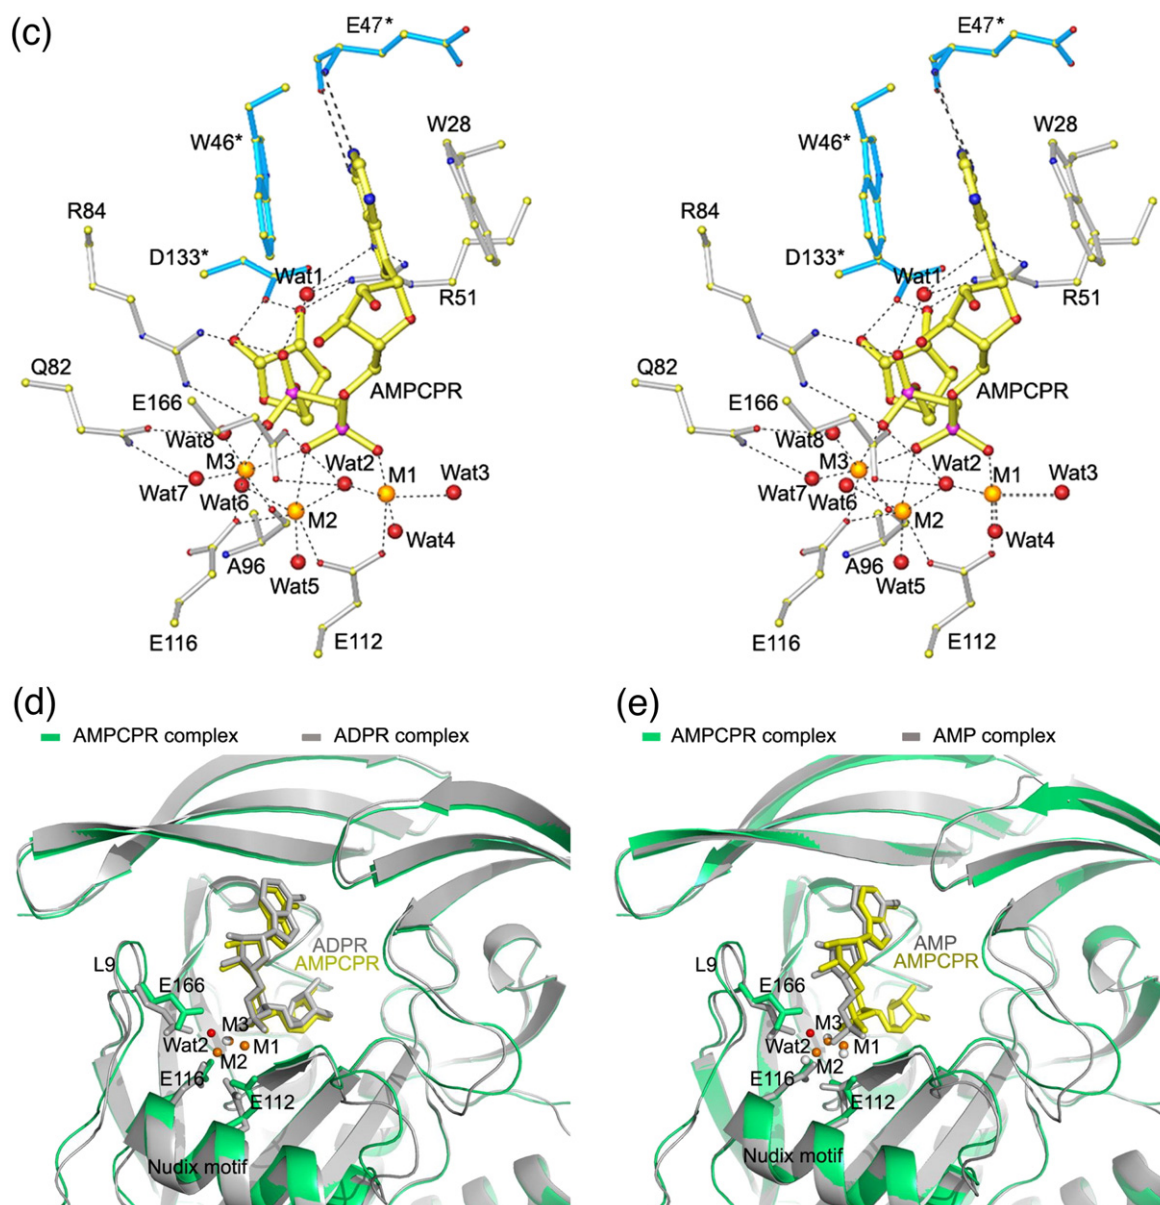 (c)
E47*
W46*
W28
R84
D133*
Wat1
R51
Q82
E166
AMPCPR
Wat8
M3
Wat2
M1
Wat3
Wat7
Wat6
M2
Wat4
A96
Wat5
E116
E112
E47*
W28
W46*
R84
D133*
Wat1
R51
Q82
E166
AMPCPR
Wat8
M3
Wat2
M1
Wat3
Wat7
Wat6
M2
Wat4
A96
Wat5
E116
E112
(d)
AMPCPR complex ADPR complex
ADPR
AMPCPR
L9
E166
M3
Wat2
M1
M2
E116
E112
Nudix motif
(e)
AMPCPR complex AMP complex
AMP
AMPCPR
L9
E166
M3
Wat2
M1
M2
E116
E112
Nudix motif